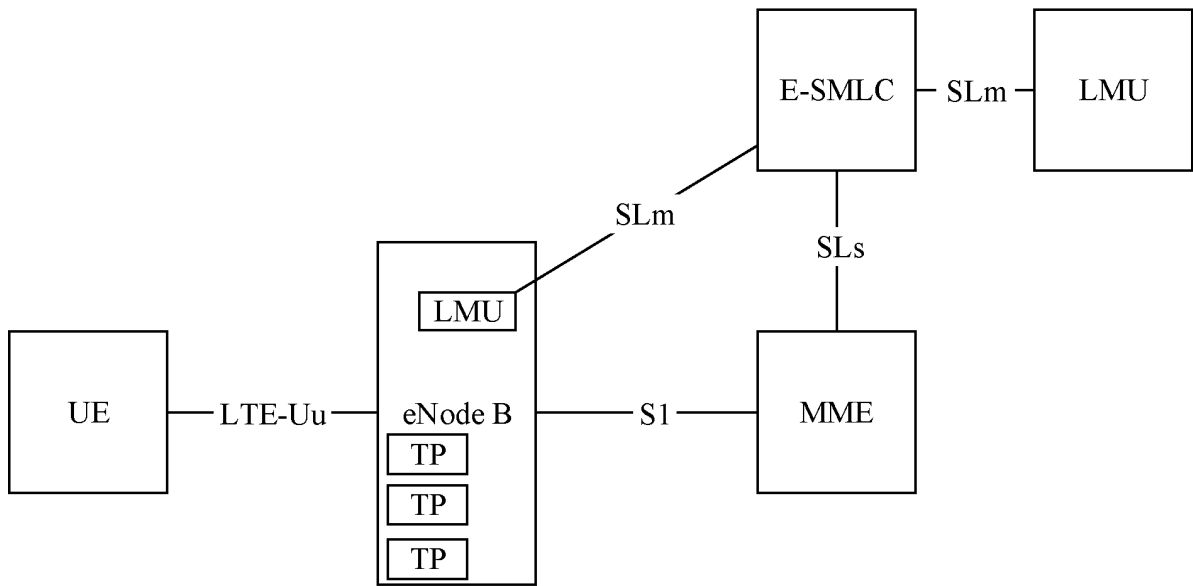 E-SMLC
SLm
LMU
SLm
SLs
LMU
UE
LTE-Uu
eNode B
S1
MME
TP
TP
TP